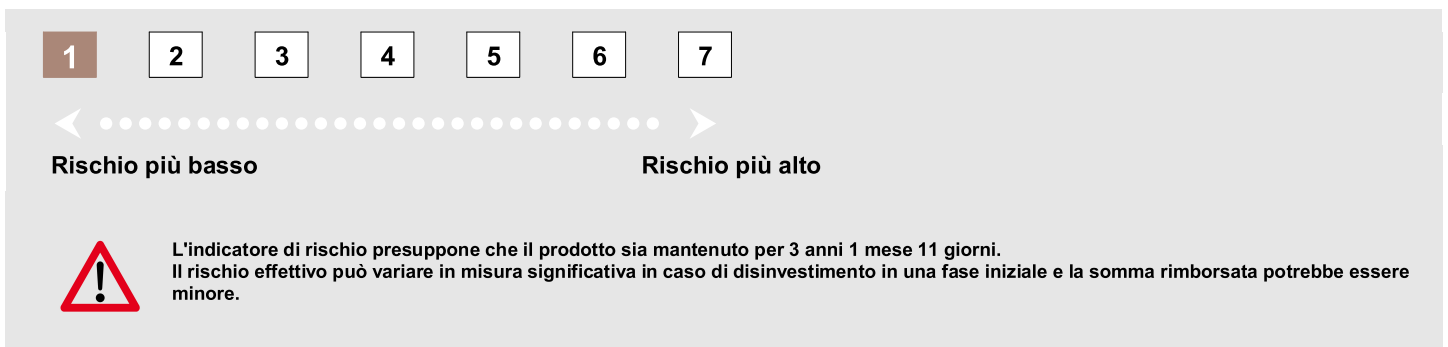 1 2 3 4 5 6 7
Rischio più basso Rischio più alto
L'indicatore di rischio presuppone che il prodotto sia mantenuto per 3 anni 1 mese 11 giorni.
Il rischio effettivo può variare in misura significativa in caso di disinvestimento in una fase iniziale e la somma rimborsata potrebbe essere
minore.